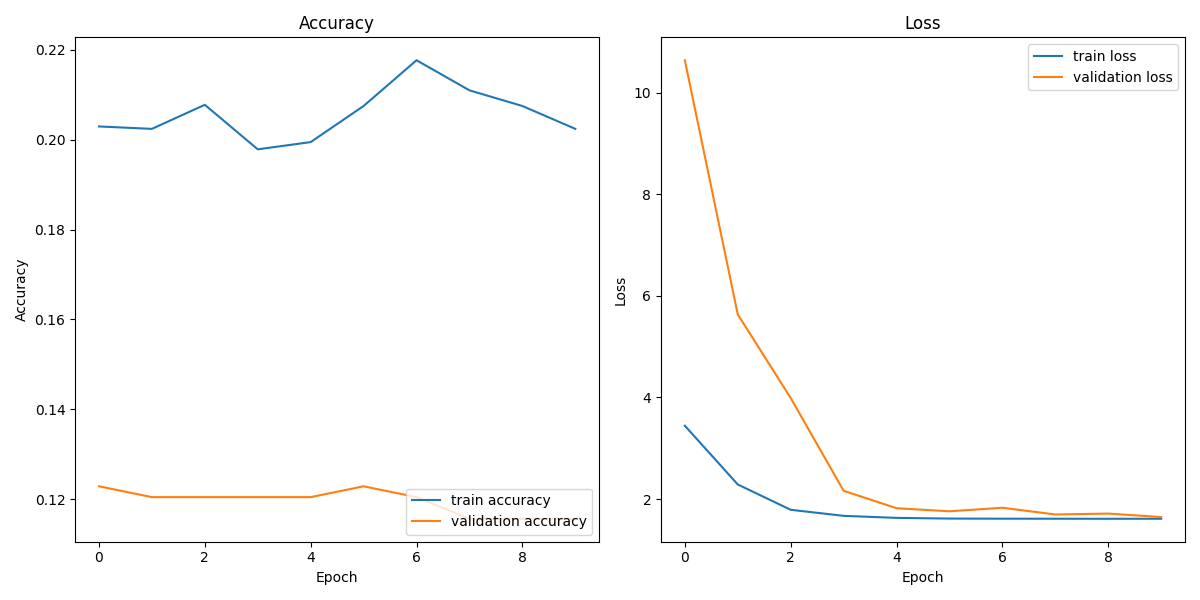 Accuracy
0.22
0.20
0.18
0.16
0.14
0.12
Accuracy
0
2
4
6
8
Epoch
train accuracy
validation accuracy
Loss
10
8
6
4
2
Loss
0
2
4
6
8
Epoch
train loss
validation loss